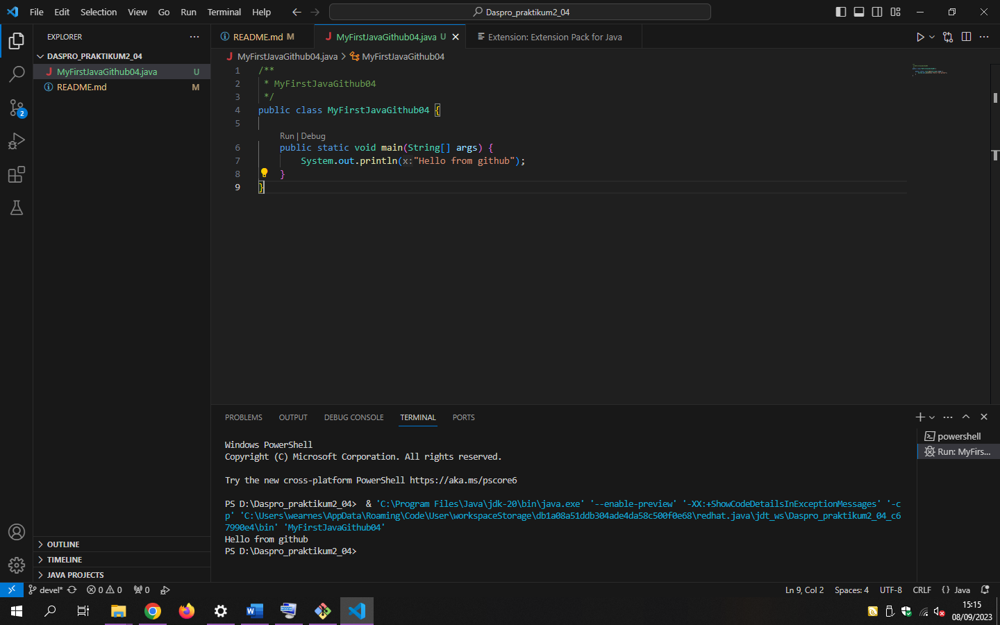 File Edit Selection View Go Run Terminal Help
Daspro_praktikum2_04
EXPLORER
DASPRO_PRAKTIKUM2_04
MyFirstJavaGithub04.java U
README.md M
2
OUTLINE
TIMELINE
JAVA PROJECTS
README.md M
MyFirstJavaGithub04.java U
Extension: Extension Pack for Java
MyFirstJavaGithub04.java > MyFirstJavaGithub04
1 /**
2 * MyFirstJavaGithub04
3 */
4 public class MyFirstJavaGithub04 {
5
Run | Debug
6 public static void main(String[] args) {
7 System.out.println(x:"Hello from github");
8 }
9 }
PROBLEMS OUTPUT DEBUG CONSOLE TERMINAL PORTS
Windows PowerShell
Copyright (C) Microsoft Corporation. All rights reserved.
Try the new cross-platform PowerShell https://aka.ms/pscore6
PS D:\Daspro_praktikum2_04> & 'C:\Program Files\Java\jdk-20\bin\java.exe' '--enable-preview' '-XX:+ShowCodeDetailsInExceptionMessages' '-c
p' 'C:\Users\wearnes\AppData\Roaming\Code\User\workspaceStorage\db1a08a51ddb304ade4da58c500f0e68\redhat.java\jdt_ws\Daspro_praktikum2_04_c6
7990e4\bin' 'MyFirstJavaGithub04'
Hello from github
PS D:\Daspro_praktikum2_04>
powershell
Run: MyFirs...
devel* 0 0 0
Ln 9, Col 2 Spaces: 4 UTF-8 CRLF {} Java
15:15
08/09/2023